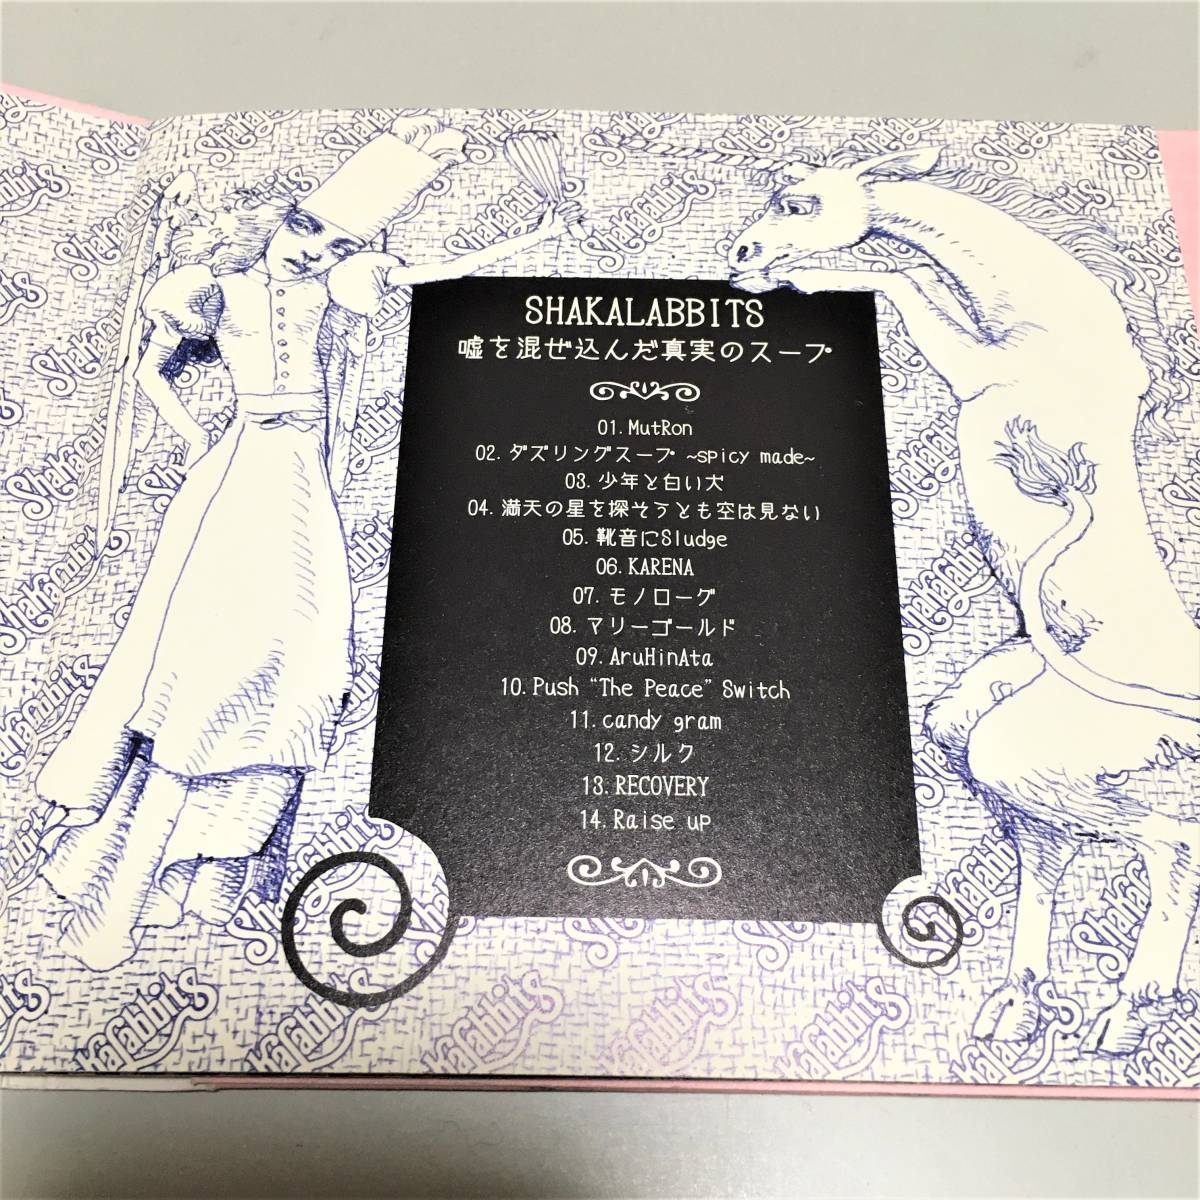 SHAKALABBITS
嘘を混ぜ込んだ真実のスープ
01. MutRon
02. ダズリングスープ ~spicy made~
03. 少年と白い犬
04. 満天の星を探そうとも空は見ない
05. 靴音にSludge
06. KARENA
07. モノローグ
08. マリーゴールド
09. AruHinAta
10. Push “The Peace” Switch
11. candy gram
12. シルク
13. RECOVERY
14. Raise up
Shakalabbits